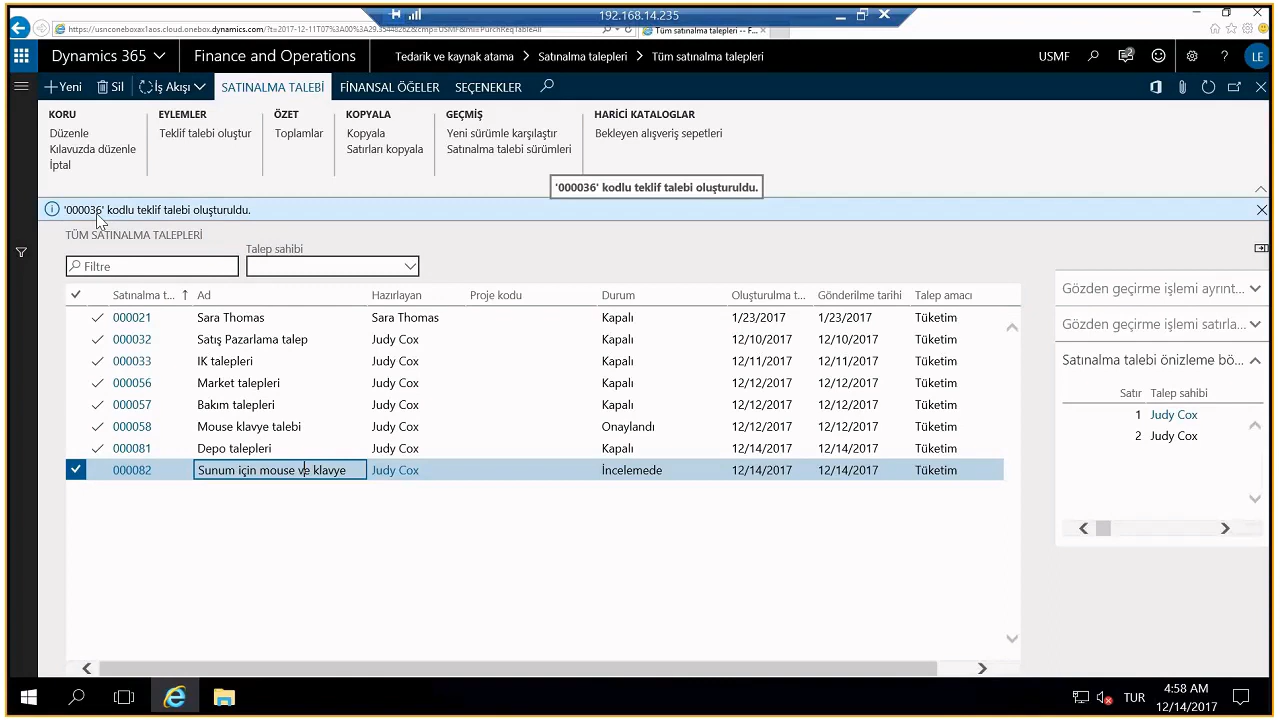 192.168.14.235
Tüm satınalma talepleri -- F...
Dynamics 365 Finance and Operations Tedarik ve kaynak atama > Satınalma talepleri > Tüm satınalma talepleri USMF 2 ? LE
Yeni Sil İş Akışı SATINALMA TALEBİ FİNANSAL ÖĞELER SEÇENEKLER
KORU EYLEMLER ÖZET KOPYALA GEÇMİŞ HARİCİ KATALOGLAR
Düzenle Teklif talebi oluştur Toplamlar Kopyala Yeni sürümle karşılaştır Bekleyen alışveriş sepetleri
Kılavuzda düzenle Satırları kopyala Satınalma talebi sürümleri
İptal
'000036' kodlu teklif talebi oluşturuldu.
'000036' kodlu teklif talebi oluşturuldu.
TÜM SATINALMA TALEPLERİ
Talep sahibi
Filtre
Satınalma t... Ad Hazırlayan Proje kodu Durum Oluşturulma t... Gönderilme tarihi Talep amacı
000021 Sara Thomas Sara Thomas Kapalı 1/23/2017 1/23/2017 Tüketim
000032 Satış Pazarlama talep Judy Cox Kapalı 12/10/2017 12/10/2017 Tüketim
000033 IK talepleri Judy Cox Kapalı 12/11/2017 12/11/2017 Tüketim
000056 Market talepleri Judy Cox Kapalı 12/12/2017 12/12/2017 Tüketim
000057 Bakım talepleri Judy Cox Kapalı 12/12/2017 12/12/2017 Tüketim
000058 Mouse klavye talebi Judy Cox Onaylandı 12/12/2017 12/12/2017 Tüketim
000081 Depo talepleri Judy Cox Kapalı 12/14/2017 12/14/2017 Tüketim
000082 Sunum için mouse ve klavye Judy Cox İncelemede 12/14/2017 12/14/2017 Tüketim
Gözden geçirme işlemi ayrınt...
Gözden geçirme işlemi satırla...
Satınalma talebi önizleme bö...
Satır Talep sahibi
1 Judy Cox
2 Judy Cox
TUR 4:58 AM
12/14/2017